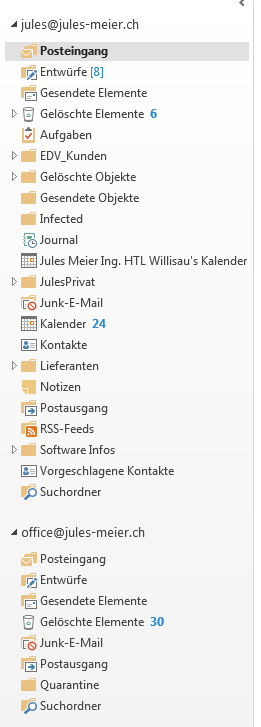 jules@jules-meier.ch
Posteingang
Entwürfe [8]
Gesendete Elemente
Gelöschte Elemente 6
Aufgaben
EDV_Kunden
Gelöschte Objekte
Gesendete Objekte
Infected
Journal
Jules Meier Ing. HTL Willisau's Kalender
JulesPrivat
Junk-E-Mail
Kalender 24
Kontakte
Lieferanten
Notizen
Postausgang
RSS-Feeds
Software Infos
Vorgeschlagene Kontakte
Suchordner
office@jules-meier.ch
Posteingang
Entwürfe
Gesendete Elemente
Gelöschte Elemente 30
Junk-E-Mail
Postausgang
Quarantine
Suchordner